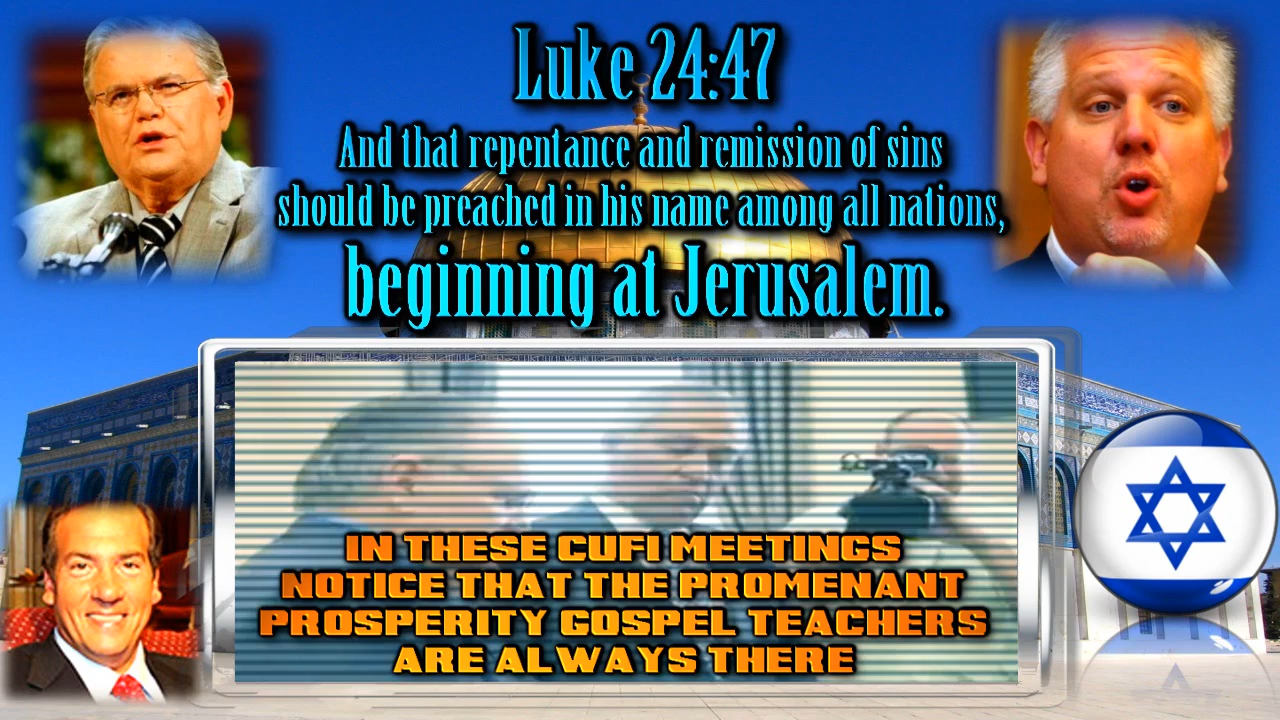 Luke 24:47
And that repentance and remission of sins
should be preached in his name among all nations,
beginning at Jerusalem.
IN THESE CUFI MEETINGS
NOTICE THAT THE PROMENANT
PROSPERITY GOSPEL TEACHERS
ARE ALWAYS THERE